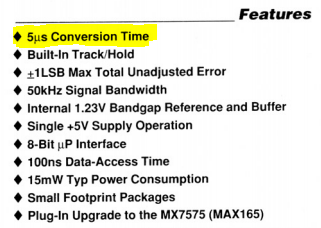 Features
♦ 5µs Conversion Time
♦ Built-In Track/Hold
♦ ±1LSB Max Total Unadjusted Error
♦ 50kHz Signal Bandwidth
♦ Internal 1.23V Bandgap Reference and Buffer
♦ Single +5V Supply Operation
♦ 8-Bit µP Interface
♦ 100ns Data-Access Time
♦ 15mW Typ Power Consumption
♦ Small Footprint Packages
♦ Plug-In Upgrade to the MX7575 (MAX165)